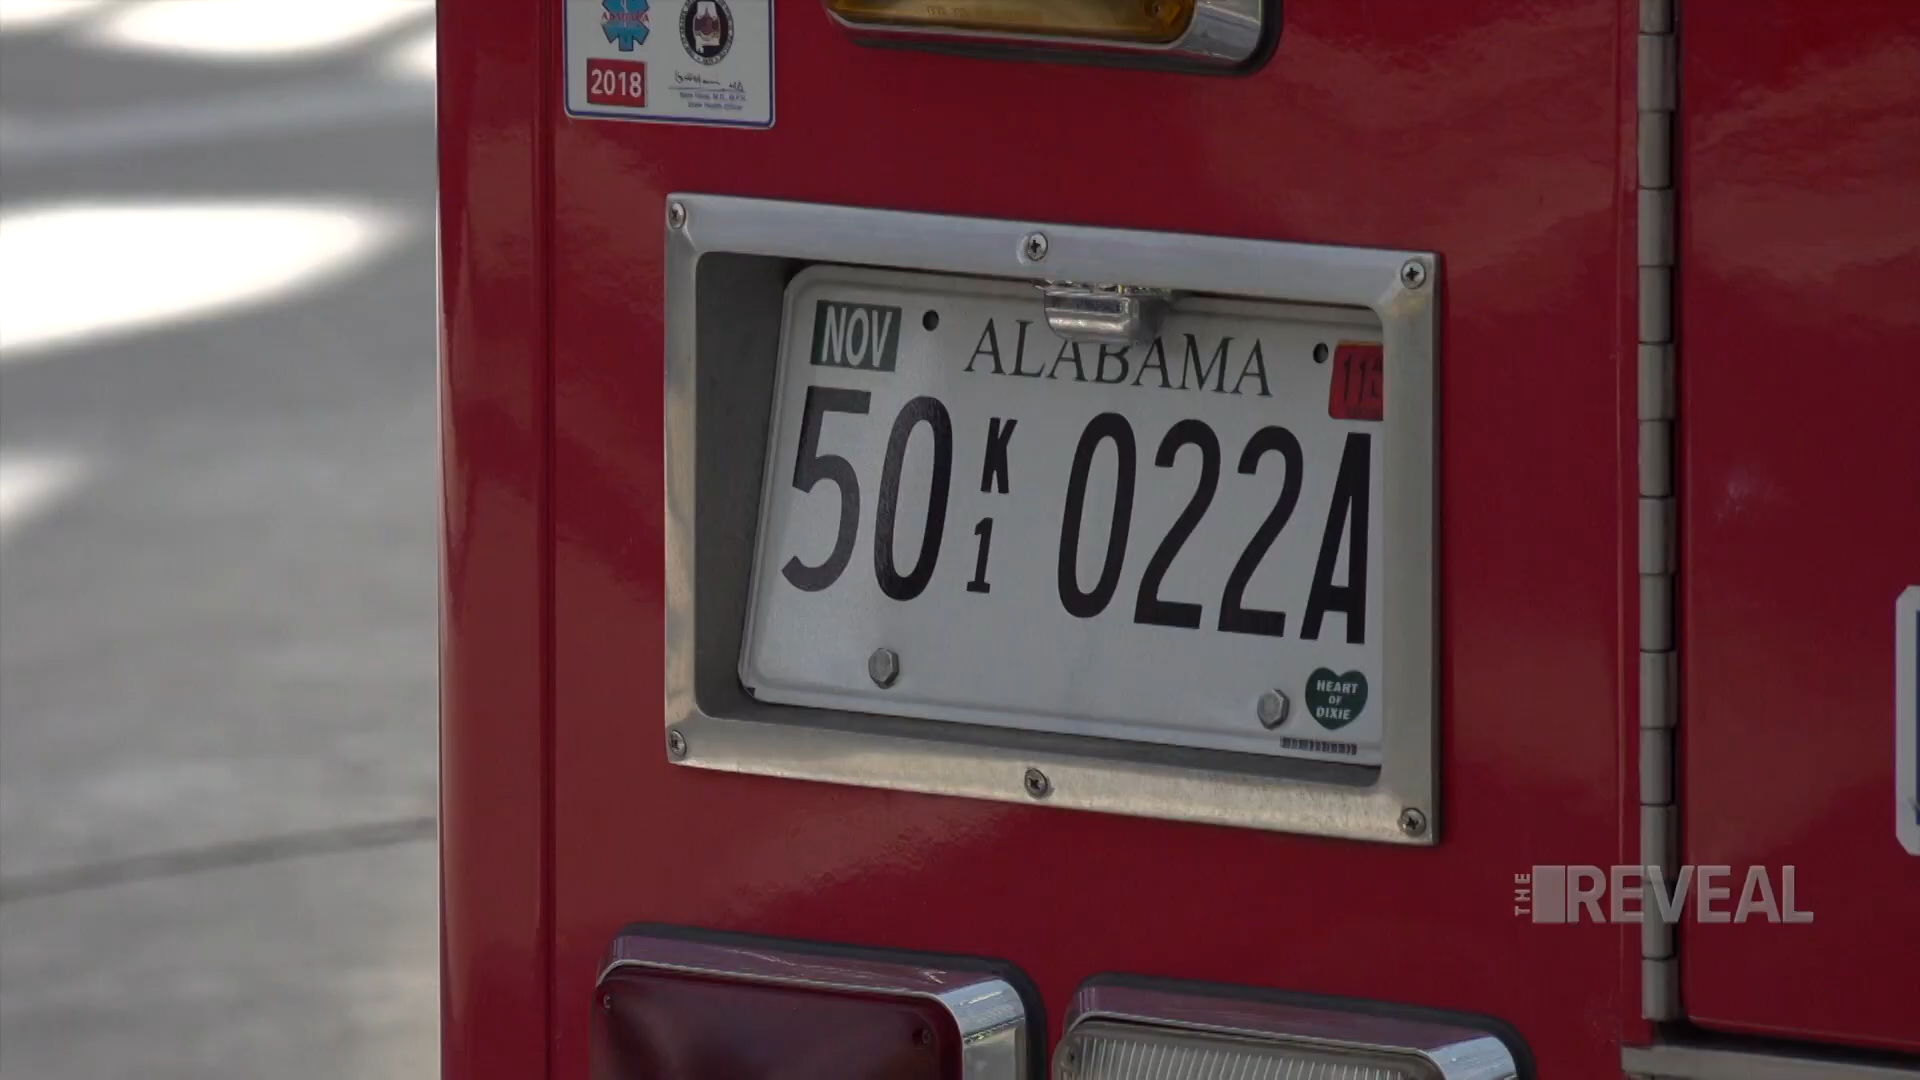 2018
NOV
ALABAMA
50 K 1 022A
HEART
OF
DIXIE
THE REVEAL